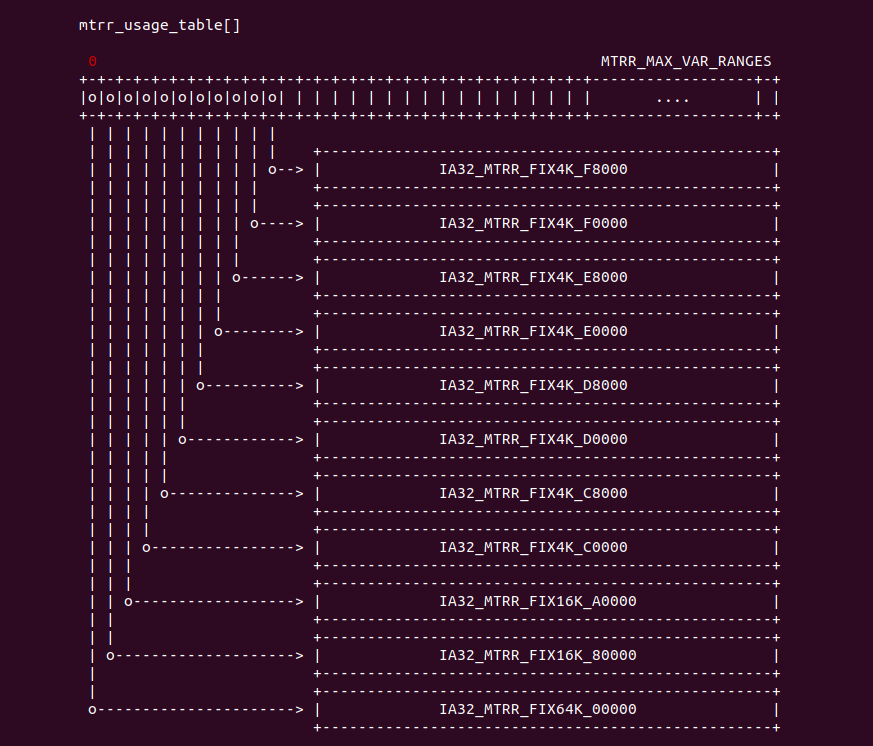 mtrr_usage_table[]
0 MTRR_MAX_VAR_RANGES
+-+-+-+-+-+-+-+-+-+-+-+-+-+-+-+-+-+-+-+-+-+-+-+-+-+-+-+-+------------------+-+
|o|o|o|o|o|o|o|o|o|o|o| | | | | | | | | | | | | | | | | |       ....       | |
+-+-+-+-+-+-+-+-+-+-+-+-+-+-+-+-+-+-+-+-+-+-+-+-+-+-+-+-+------------------+-+
 | | | | | | | | | | |
 | | | | | | | | | | |    +--------------------------------------------------+
 | | | | | | | | | | o--> |             IA32_MTRR_FIX4K_F8000                |
 | | | | | | | | | |      +--------------------------------------------------+
 | | | | | | | | | |      +--------------------------------------------------+
 | | | | | | | | | o----> |             IA32_MTRR_FIX4K_F0000                |
 | | | | | | | | |        +--------------------------------------------------+
 | | | | | | | | |        +--------------------------------------------------+
 | | | | | | | | o------> |             IA32_MTRR_FIX4K_E8000                |
 | | | | | | | |          +--------------------------------------------------+
 | | | | | | | |          +--------------------------------------------------+
 | | | | | | | o--------> |             IA32_MTRR_FIX4K_E0000                |
 | | | | | | |            +--------------------------------------------------+
 | | | | | | |            +--------------------------------------------------+
 | | | | | | o----------> |             IA32_MTRR_FIX4K_D8000                |
 | | | | | |              +--------------------------------------------------+
 | | | | | |              +--------------------------------------------------+
 | | | | | o------------> |             IA32_MTRR_FIX4K_D0000                |
 | | | | |                +--------------------------------------------------+
 | | | | |                +--------------------------------------------------+
 | | | | o--------------> |             IA32_MTRR_FIX4K_C8000                |
 | | | |                  +--------------------------------------------------+
 | | | |                  +--------------------------------------------------+
 | | | o----------------> |             IA32_MTRR_FIX4K_C0000                |
 | | |                    +--------------------------------------------------+
 | | |                    +--------------------------------------------------+
 | | o------------------> |             IA32_MTRR_FIX16K_A0000               |
 | |                      +--------------------------------------------------+
 | |                      +--------------------------------------------------+
 | o--------------------> |             IA32_MTRR_FIX16K_80000               |
 |                        +--------------------------------------------------+
 |                        +--------------------------------------------------+
 o----------------------> |             IA32_MTRR_FIX64K_00000               |
                          +--------------------------------------------------+